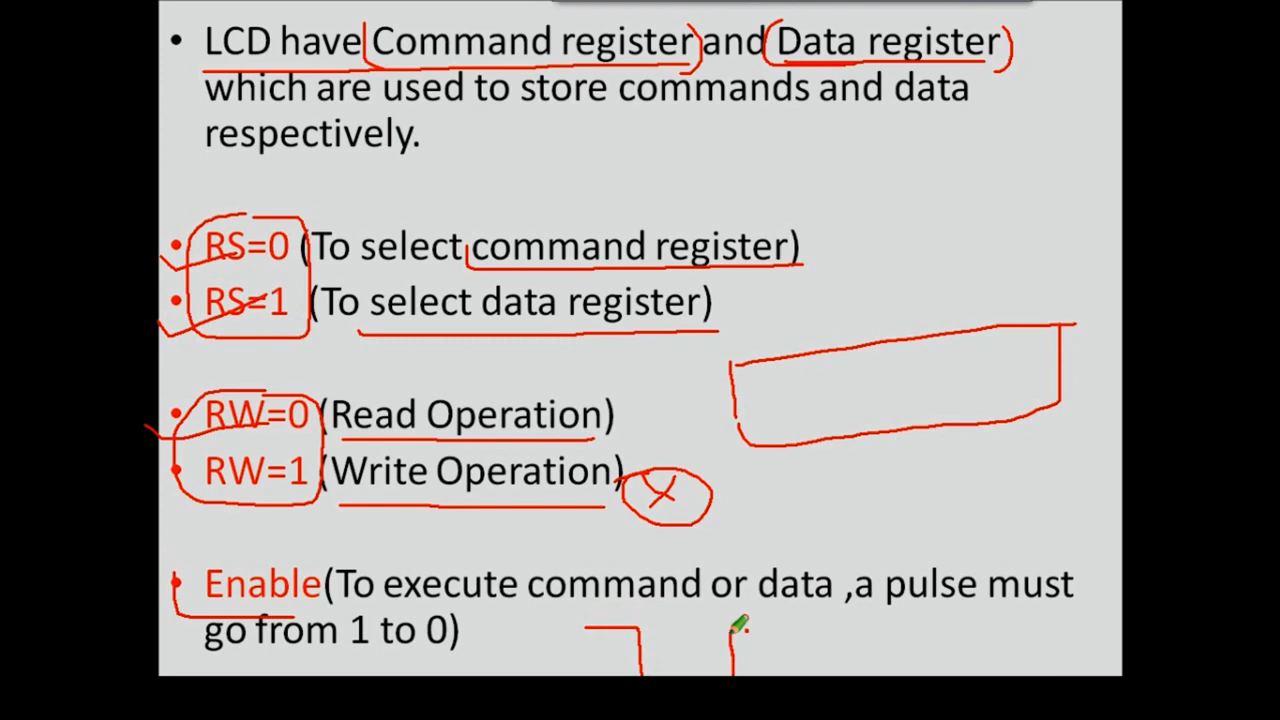 • LCD have Command register and Data register
which are used to store commands and data
respectively.
• RS=0 (To select command register)
• RS=1 (To select data register)
• RW=0 (Read Operation)
• RW=1 (Write Operation)
• Enable(To execute command or data ,a pulse must
go from 1 to 0)